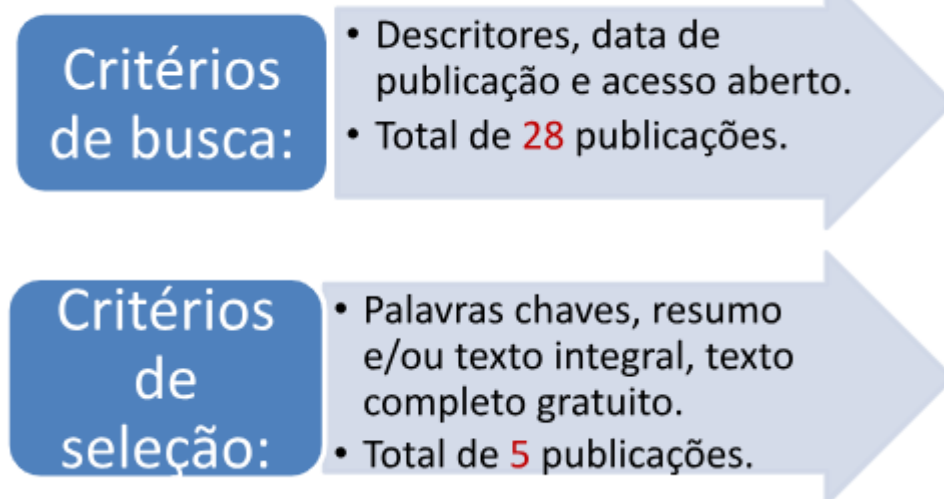 Critérios
de busca:
• Descritores, data de
publicação e acesso aberto.
• Total de 28 publicações.
Critérios
de
seleção:
• Palavras chaves, resumo
e/ou texto integral, texto
completo gratuito.
• Total de 5 publicações.